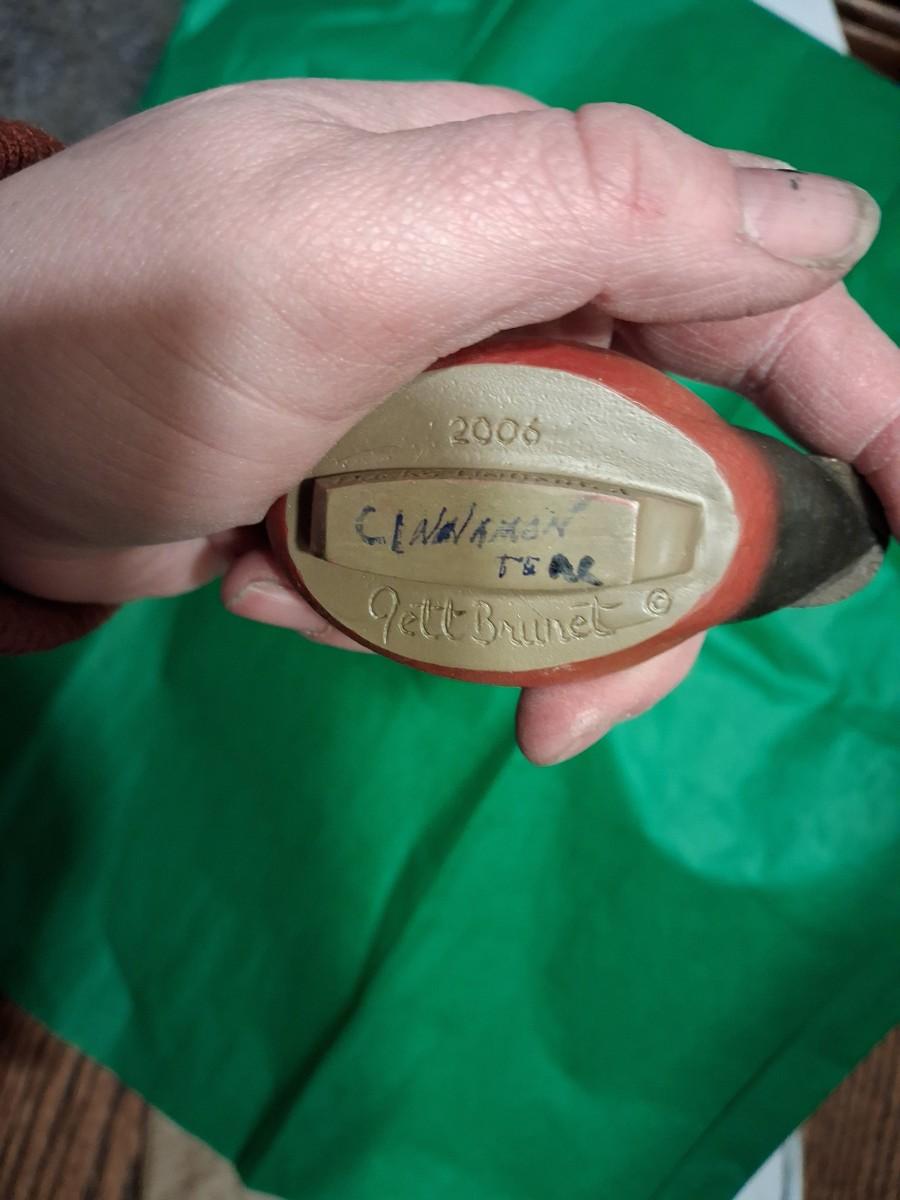 2006
CINNAMON
TEAL
Jett Brunet ©